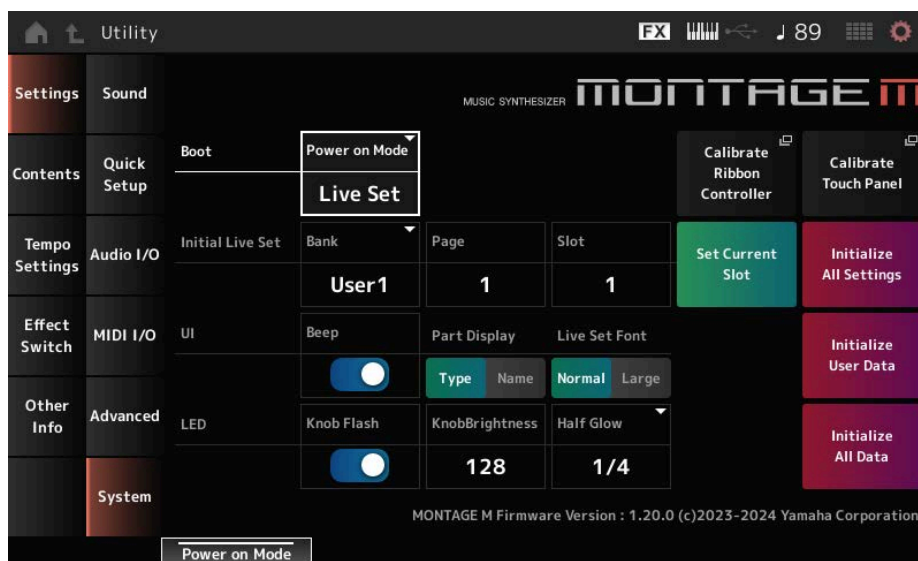 Utility
FX
♩ 89
Settings
Sound
MUSIC SYNTHESIZER MONTAGE M
Boot
Power on Mode
Live Set
Calibrate
Ribbon
Controller
Calibrate
Touch Panel
Contents
Quick
Setup
Initial Live Set
Bank
Page
Slot
User1
1
1
Set Current
Slot
Initialize
All Settings
Tempo
Settings
Audio I/O
Effect
Switch
MIDI I/O
UI
Beep
Part Display
Live Set Font
Type Name
Normal Large
Initialize
User Data
Other
Info
Advanced
LED
Knob Flash
KnobBrightness
Half Glow
128
1/4
Initialize
All Data
System
MONTAGE M Firmware Version : 1.20.0 (c)2023-2024 Yamaha Corporation
Power on Mode